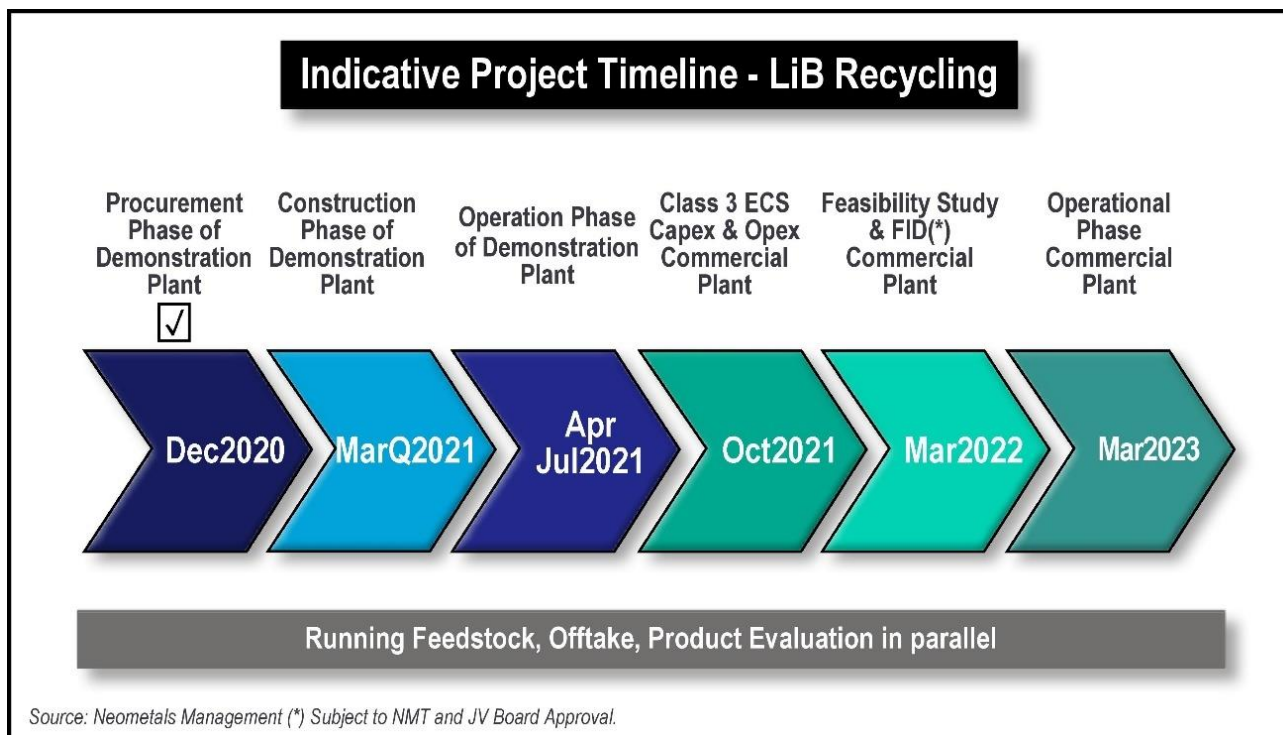 Indicative Project Timeline - LiB Recycling
Procurement
Phase of
Demonstration
Plant
√
Construction
Phase of
Demonstration
Plant
Operation Phase
of Demonstration
Plant
Class 3 ECS
Capex & Opex
Commercial
Plant
Feasibility Study
& FID(*)
Commercial
Plant
Operational
Phase
Commercial
Plant
Dec2020
MarQ2021
Apr
Jul2021
Oct2021
Mar2022
Mar2023
Running Feedstock, Offtake, Product Evaluation in parallel
Source: Neometals Management (*) Subject to NMT and JV Board Approval.